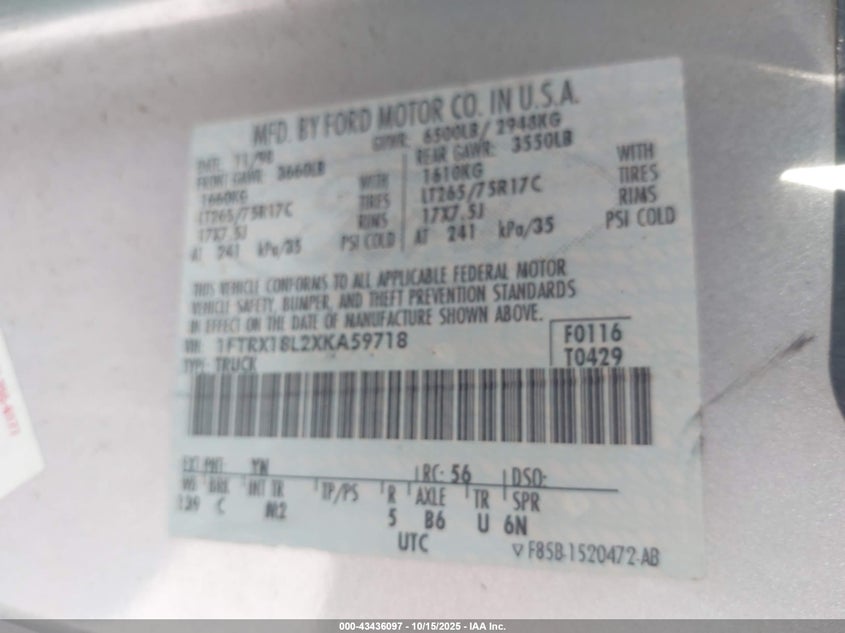 MFD. BY FORD MOTOR CO. IN U.S.A.
DATE: 11/98 GVWR: 6500LB/ 2948KG
FRONT GAWR: 3660LB REAR GAWR: 3550LB
1660KG WITH 1610KG WITH
LT265/75R17C TIRES LT265/75R17C TIRES
17X7.5J RIMS 17X7.5J RIMS
AT 241 kPa/35 PSI COLD AT 241 kPa/35 PSI COLD
THIS VEHICLE CONFORMS TO ALL APPLICABLE FEDERAL MOTOR
VEHICLE SAFETY, BUMPER, AND THEFT PREVENTION STANDARDS
IN EFFECT ON THE DATE OF MANUFACTURE SHOWN ABOVE.
VIN: 1FTRX18L2XKA59718 F0116
TYPE: TRUCK T0429
EXT PNT: YN RC: 56 DSO:
WB BRK INT TR TP/PS R AXLE TR SPR
139 C M2 5 B6 U 6N
UTC ▽ F85B-1520472-AB
000-43436097 - 10/15/2025 - IAA Inc.